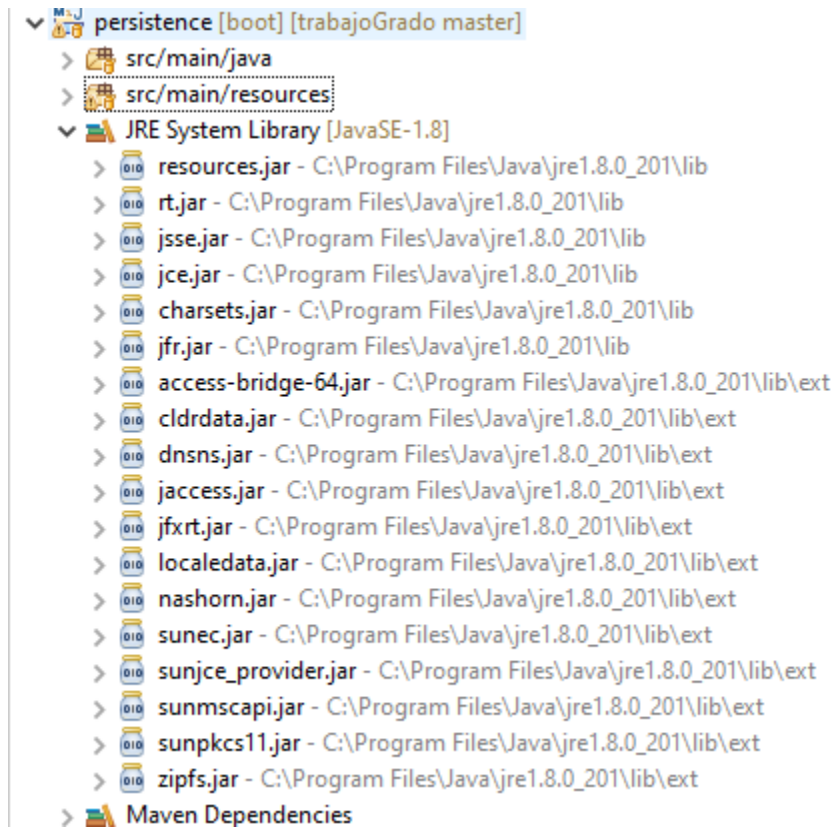 persistence [boot] [trabajoGrado master]
src/main/java
src/main/resources
JRE System Library [JavaSE-1.8]
resources.jar - C:\Program Files\Java\jre1.8.0_201\lib
rt.jar - C:\Program Files\Java\jre1.8.0_201\lib
jsse.jar - C:\Program Files\Java\jre1.8.0_201\lib
jce.jar - C:\Program Files\Java\jre1.8.0_201\lib
charsets.jar - C:\Program Files\Java\jre1.8.0_201\lib
jfr.jar - C:\Program Files\Java\jre1.8.0_201\lib
access-bridge-64.jar - C:\Program Files\Java\jre1.8.0_201\lib\ext
cldrdata.jar - C:\Program Files\Java\jre1.8.0_201\lib\ext
dnsns.jar - C:\Program Files\Java\jre1.8.0_201\lib\ext
jaccess.jar - C:\Program Files\Java\jre1.8.0_201\lib\ext
jfxrt.jar - C:\Program Files\Java\jre1.8.0_201\lib\ext
localedata.jar - C:\Program Files\Java\jre1.8.0_201\lib\ext
nashorn.jar - C:\Program Files\Java\jre1.8.0_201\lib\ext
sunec.jar - C:\Program Files\Java\jre1.8.0_201\lib\ext
sunjce_provider.jar - C:\Program Files\Java\jre1.8.0_201\lib\ext
sunmscapi.jar - C:\Program Files\Java\jre1.8.0_201\lib\ext
sunpkcs11.jar - C:\Program Files\Java\jre1.8.0_201\lib\ext
zipfs.jar - C:\Program Files\Java\jre1.8.0_201\lib\ext
Maven Dependencies